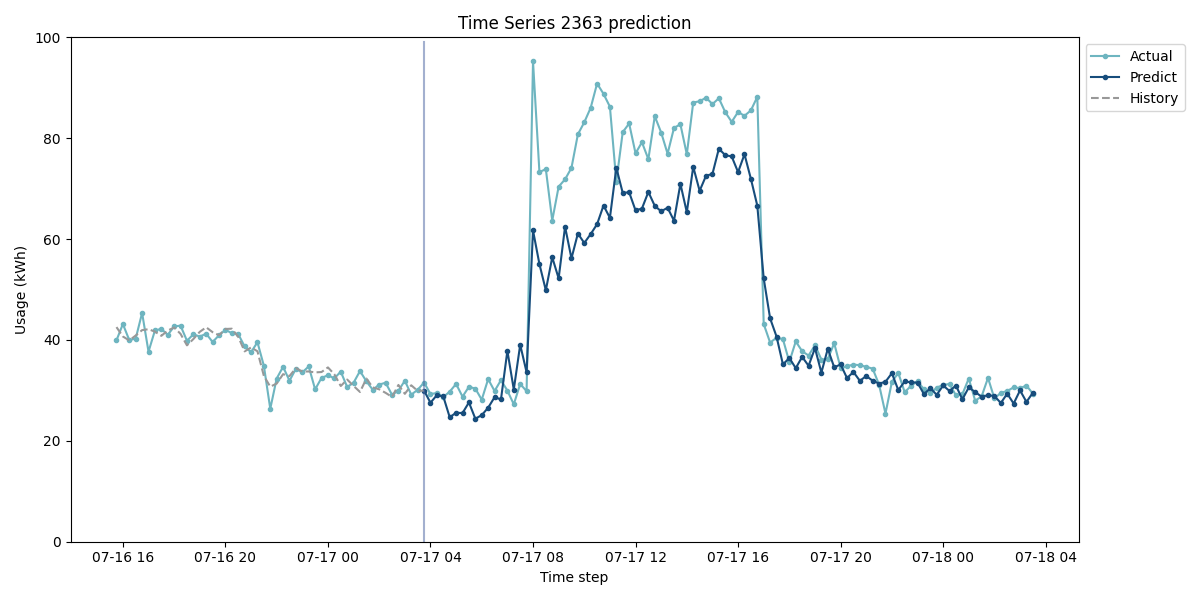 Time Series 2363 prediction
Usage (kWh)
100
80
60
40
20
0
07-16 16 07-16 20 07-17 00 07-17 04 07-17 08 07-17 12 07-17 16 07-17 20 07-18 00 07-18 04
Time step
Actual
Predict
History